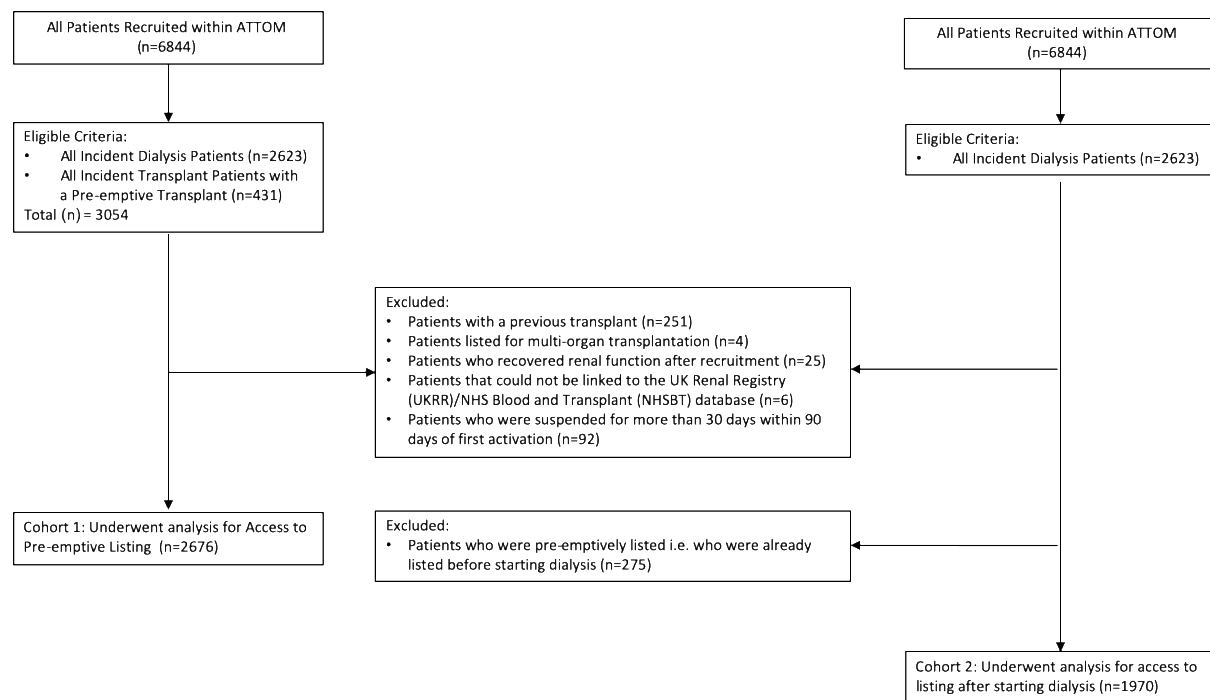 All Patients Recruited within ATTOM
(n=6844)
All Patients Recruited within ATTOM
(n=6844)
Eligible Criteria:
• All Incident Dialysis Patients (n=2623)
• All Incident Transplant Patients with
a Pre-emptive Transplant (n=431)
Total (n) = 3054
Eligible Criteria:
• All Incident Dialysis Patients (n=2623)
Excluded:
• Patients with a previous transplant (n=251)
• Patients listed for multi-organ transplantation (n=4)
• Patients who recovered renal function after recruitment (n=25)
• Patients that could not be linked to the UK Renal Registry
(UKRR)/NHS Blood and Transplant (NHSBT) database (n=6)
• Patients who were suspended for more than 30 days within 90
days of first activation (n=92)
Cohort 1: Underwent analysis for Access to
Pre-emptive Listing (n=2676)
Excluded:
• Patients who were pre-emptively listed i.e. who were already
listed before starting dialysis (n=275)
Cohort 2: Underwent analysis for access to
listing after starting dialysis (n=1970)